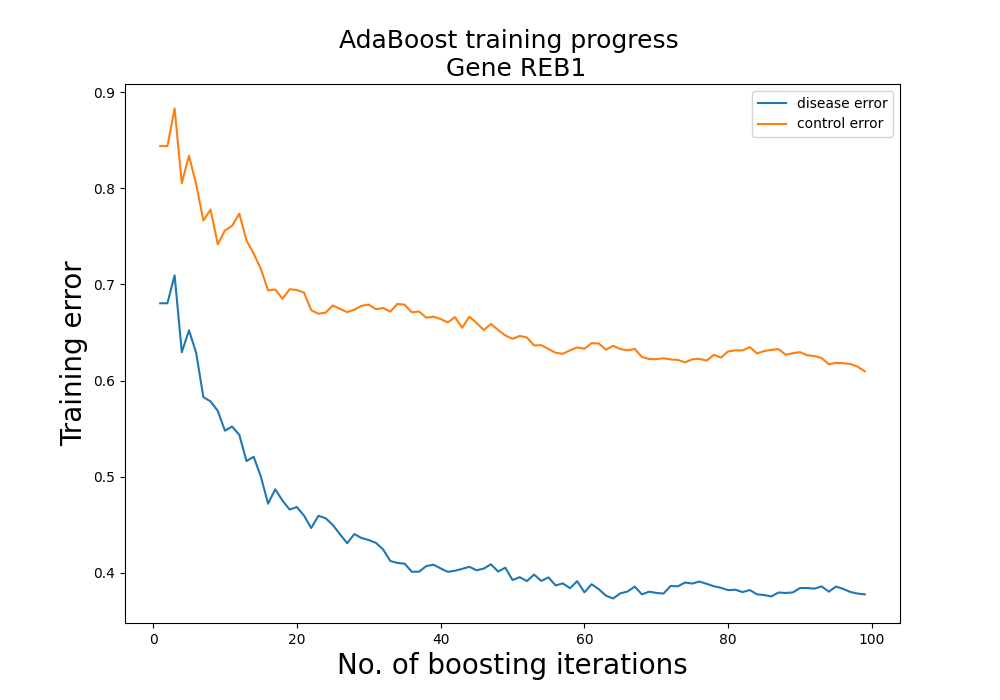 AdaBoost training progress
Gene REB1
disease error
control error
Training error
0.9
0.8
0.7
0.6
0.5
0.4
0 20 40 60 80 100
No. of boosting iterations